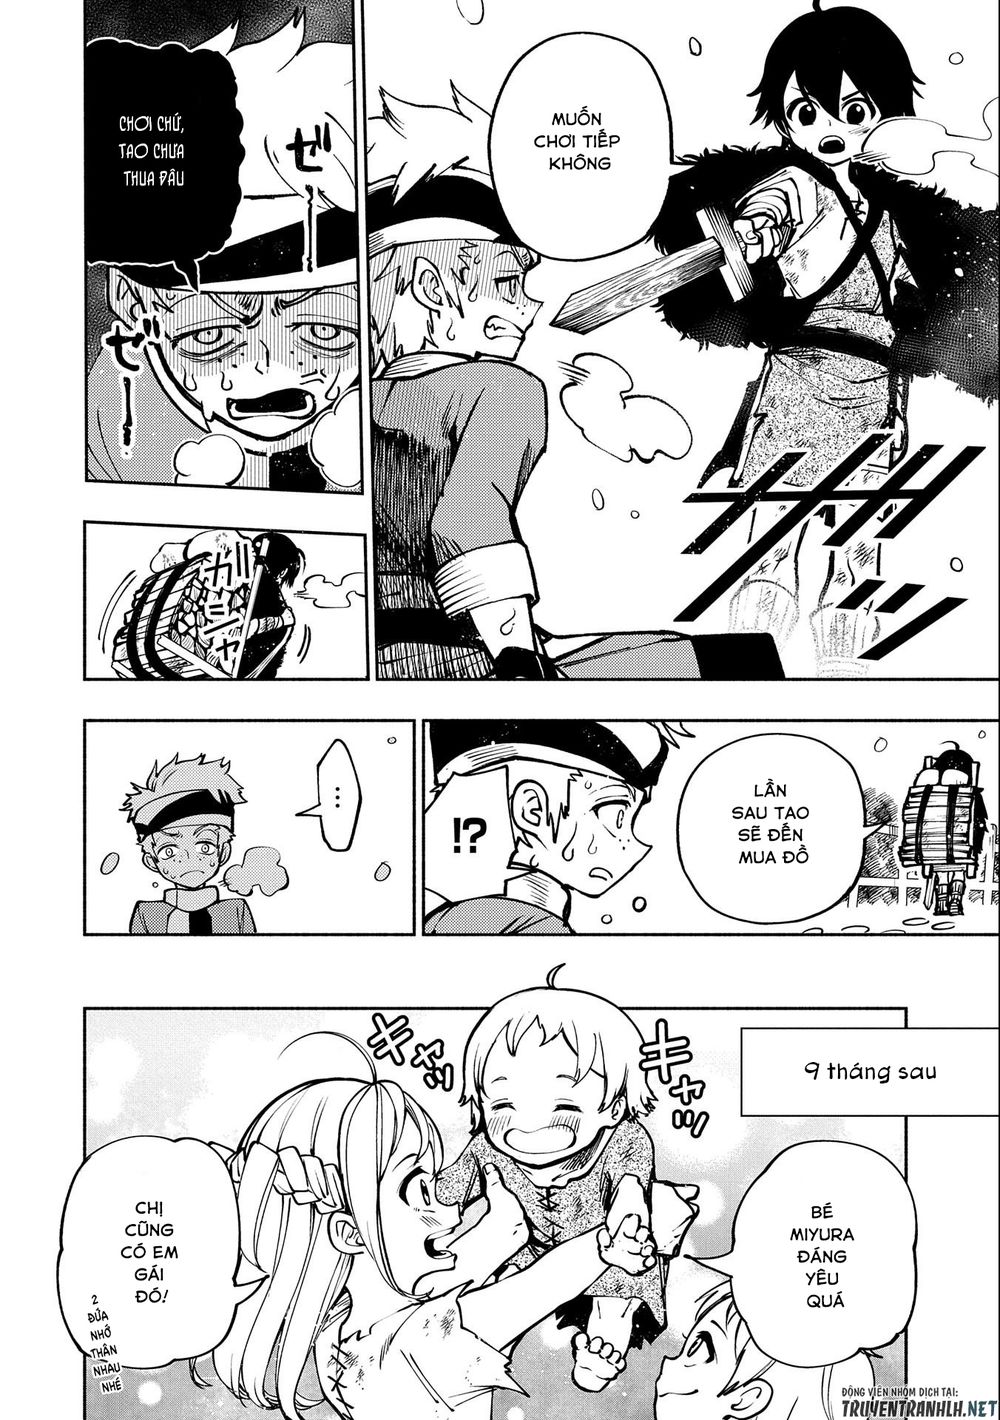 MUỐN
CHƠI TIẾP
KHÔNG
CHƠI CHỨ,
TAO CHƯA
THUA ĐÂU
ゼッ
ゼーッ
ガシャ
LẦN
SAU TAO
SẼ ĐẾN
MUA ĐỒ
!?
...
9 tháng sau
キャッ
キャッ
BÉ
MIYURA
ĐÁNG
YÊU
QUÁ
CHỊ
CŨNG
CÓ EM
GÁI
ĐÓ!
2
ĐỨA
NHỚ
THÂN
NHAU
NHÉ
ĐỘNG VIÊN NHÓM DỊCH TẠI:
TRUYENTRANHLH.NET